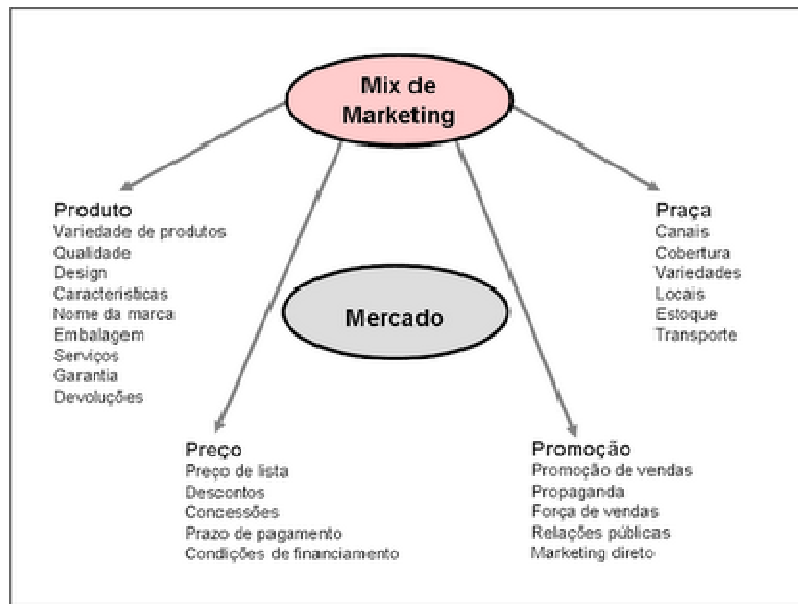 Mix de
Marketing
Produto
Variedade de produtos
Qualidade
Design
Características
Nome da marca
Embalagem
Serviços
Garantia
Devoluções
Praça
Canais
Cobertura
Variedades
Locais
Estoque
Transporte
Mercado
Preço
Preço de lista
Descontos
Concessões
Prazo de pagamento
Condições de financiamento
Promoção
Promoção de vendas
Propaganda
Força de vendas
Relações públicas
Marketing direto